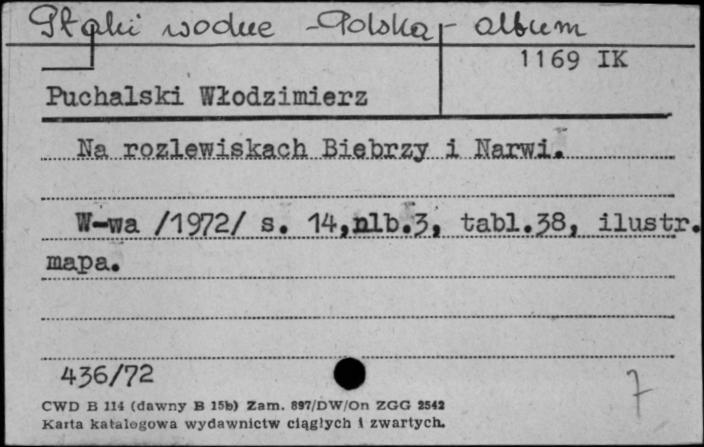 Ptaki wodne - Polska - album
1169 IK
Puchalski Włodzimierz
Na rozlewiskach Biebrzy i Narwi.
W-wa /1972/ s. 14,nlb.3, tabl.38, ilustr.
mapa.
436/72
7
CWD B 114 (dawny B 15b) Zam. 897/DW/On ZGG 2542
Karta katalogowa wydawnictw ciągłych i zwartych.